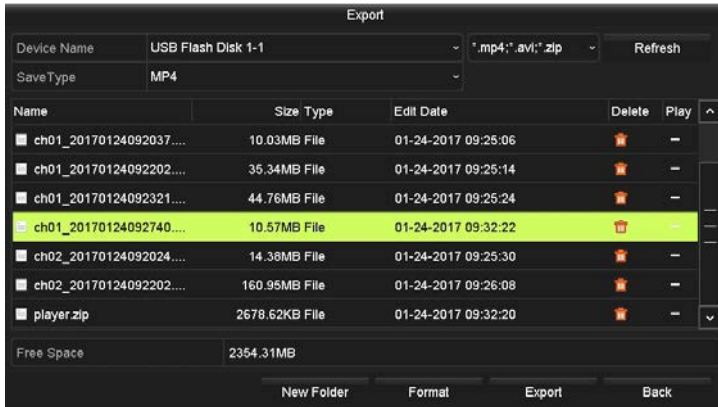 Export
Device Name USB Flash Disk 1-1 *.mp4;*.avi;*.zip Refresh
SaveType MP4
Name Size Type Edit Date Delete Play
ch01_20170124092037.... 10.03MB File 01-24-2017 09:25:06
ch01_20170124092202.... 35.34MB File 01-24-2017 09:25:14
ch01_20170124092321.... 44.76MB File 01-24-2017 09:25:24
ch01_20170124092740.... 10.57MB File 01-24-2017 09:32:22
ch02_20170124092024.... 14.38MB File 01-24-2017 09:25:30
ch02_20170124092202.... 160.95MB File 01-24-2017 09:26:08
player.zip 2678.62KB File 01-24-2017 09:32:20
Free Space 2354.31MB
New Folder Format Export Back